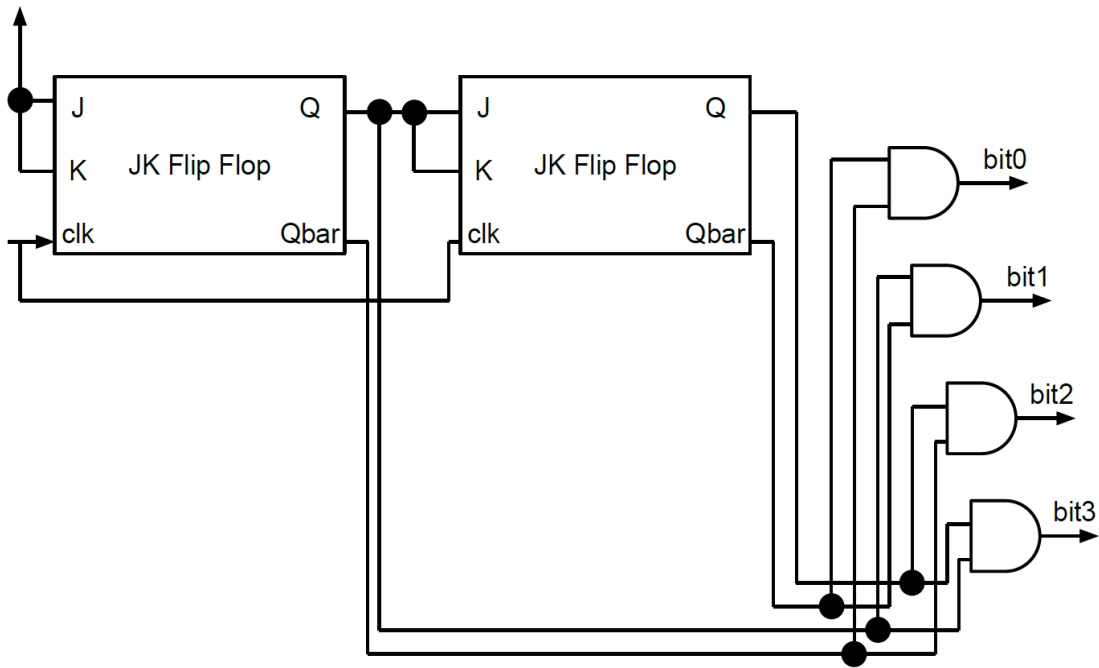 J Q
K JK Flip Flop
clk Qbar
J Q
K JK Flip Flop
clk Qbar
bit0
bit1
bit2
bit3